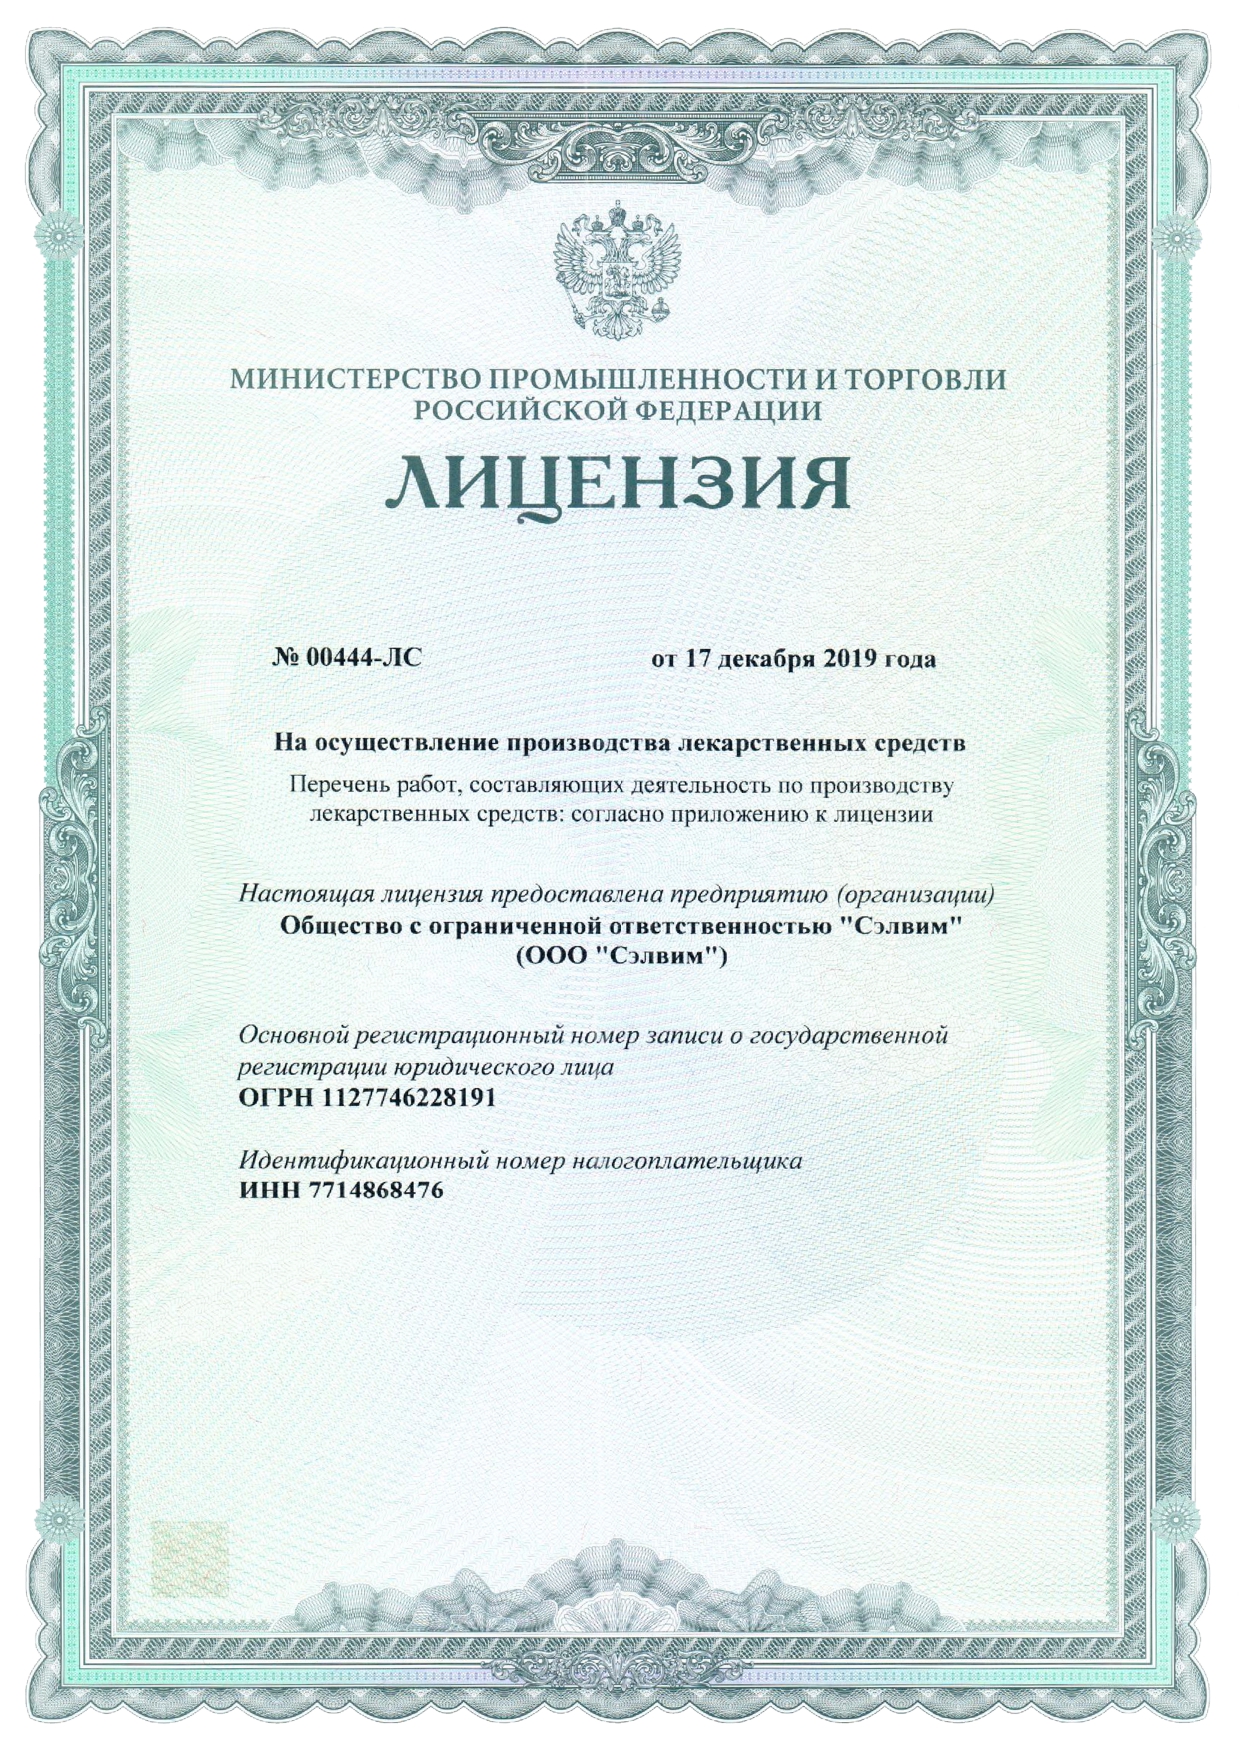 МИНИСТЕРСТВО ПРОМЫШЛЕННОСТИ И ТОРГОВЛИ
РОССИЙСКОЙ ФЕДЕРАЦИИ
ЛИЦЕНЗИЯ
№ 00444-ЛС от 17 декабря 2019 года
На осуществление производства лекарственных средств
Перечень работ, составляющих деятельность по производству
лекарственных средств: согласно приложению к лицензии
Настоящая лицензия предоставлена предприятию (организации)
Общество с ограниченной ответственностью "Сэлвим"
(ООО "Сэлвим")
Основной регистрационный номер записи о государственной
регистрации юридического лица
ОГРН 1127746228191
Идентификационный номер налогоплательщика
ИНН 7714868476